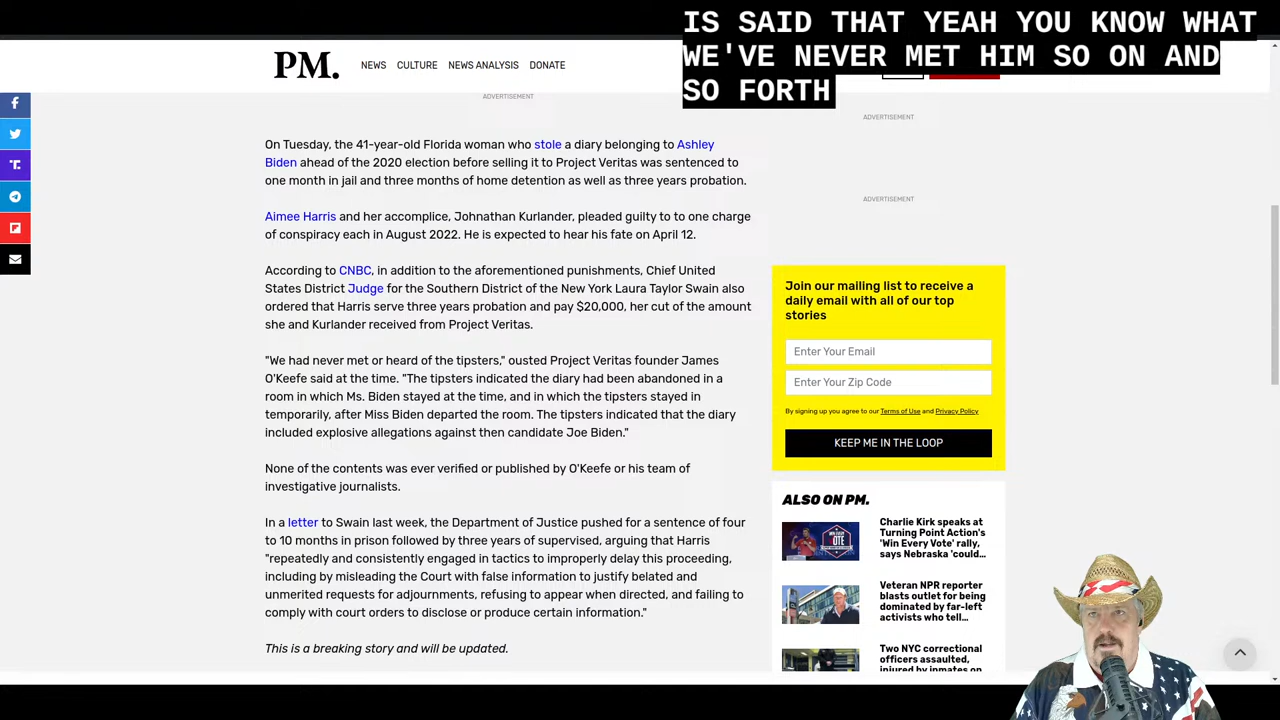 IS SAID THAT YEAH YOU KNOW WHAT
WE'VE NEVER MET HIM SO ON AND
SO FORTH
PM.
NEWS
CULTURE
NEWS ANALYSIS
DONATE
ADVERTISEMENT
ADVERTISEMENT
ADVERTISEMENT
On Tuesday, the 41-year-old Florida woman who stole a diary belonging to Ashley
Biden ahead of the 2020 election before selling it to Project Veritas was sentenced to
one month in jail and three months of home detention as well as three years probation.
Aimee Harris and her accomplice, Johnathan Kurlander, pleaded guilty to to one charge
of conspiracy each in August 2022. He is expected to hear his fate on April 12.
According to CNBC, in addition to the aforementioned punishments, Chief United
States District Judge for the Southern District of the New York Laura Taylor Swain also
ordered that Harris serve three years probation and pay $20,000, her cut of the amount
she and Kurlander received from Project Veritas.
"We had never met or heard of the tipsters," ousted Project Veritas founder James
O'Keefe said at the time. "The tipsters indicated the diary had been abandoned in a
room in which Ms. Biden stayed at the time, and in which the tipsters stayed in
temporarily, after Miss Biden departed the room. The tipsters indicated that the diary
included explosive allegations against then candidate Joe Biden."
None of the contents was ever verified or published by O'Keefe or his team of
investigative journalists.
In a letter to Swain last week, the Department of Justice pushed for a sentence of four
to 10 months in prison followed by three years of supervised, arguing that Harris
"repeatedly and consistently engaged in tactics to improperly delay this proceeding,
including by misleading the Court with false information to justify belated and
unmerited requests for adjournments, refusing to appear when directed, and failing to
comply with court orders to disclose or produce certain information."
This is a breaking story and will be updated.
Join our mailing list to receive a
daily email with all of our top
stories
Enter Your Email
Enter Your Zip Code
By signing up you agree to our Terms of Use and Privacy Policy
KEEP ME IN THE LOOP
ALSO ON PM.
Charlie Kirk speaks at
Turning Point Action's
'Win Every Vote' rally,
says Nebraska 'could...
Veteran NPR reporter
blasts outlet for being
dominated by far-left
activists who tell...
Two NYC correctional
officers assaulted,
injured by inmates on